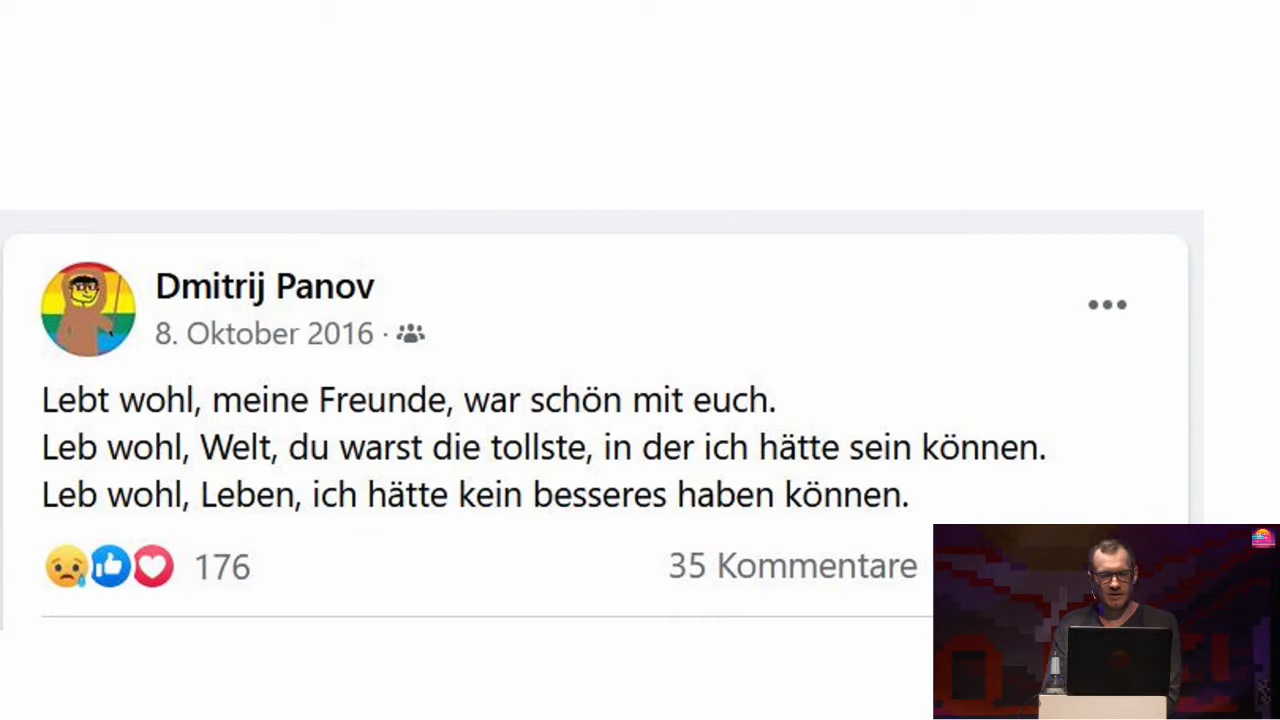 Dmitrij Panov
8. Oktober 2016 ·
Lebt wohl, meine Freunde, war schön mit euch.
Leb wohl, Welt, du warst die tollste, in der ich hätte sein können.
Leb wohl, Leben, ich hätte kein besseres haben können.
176 35 Kommentare